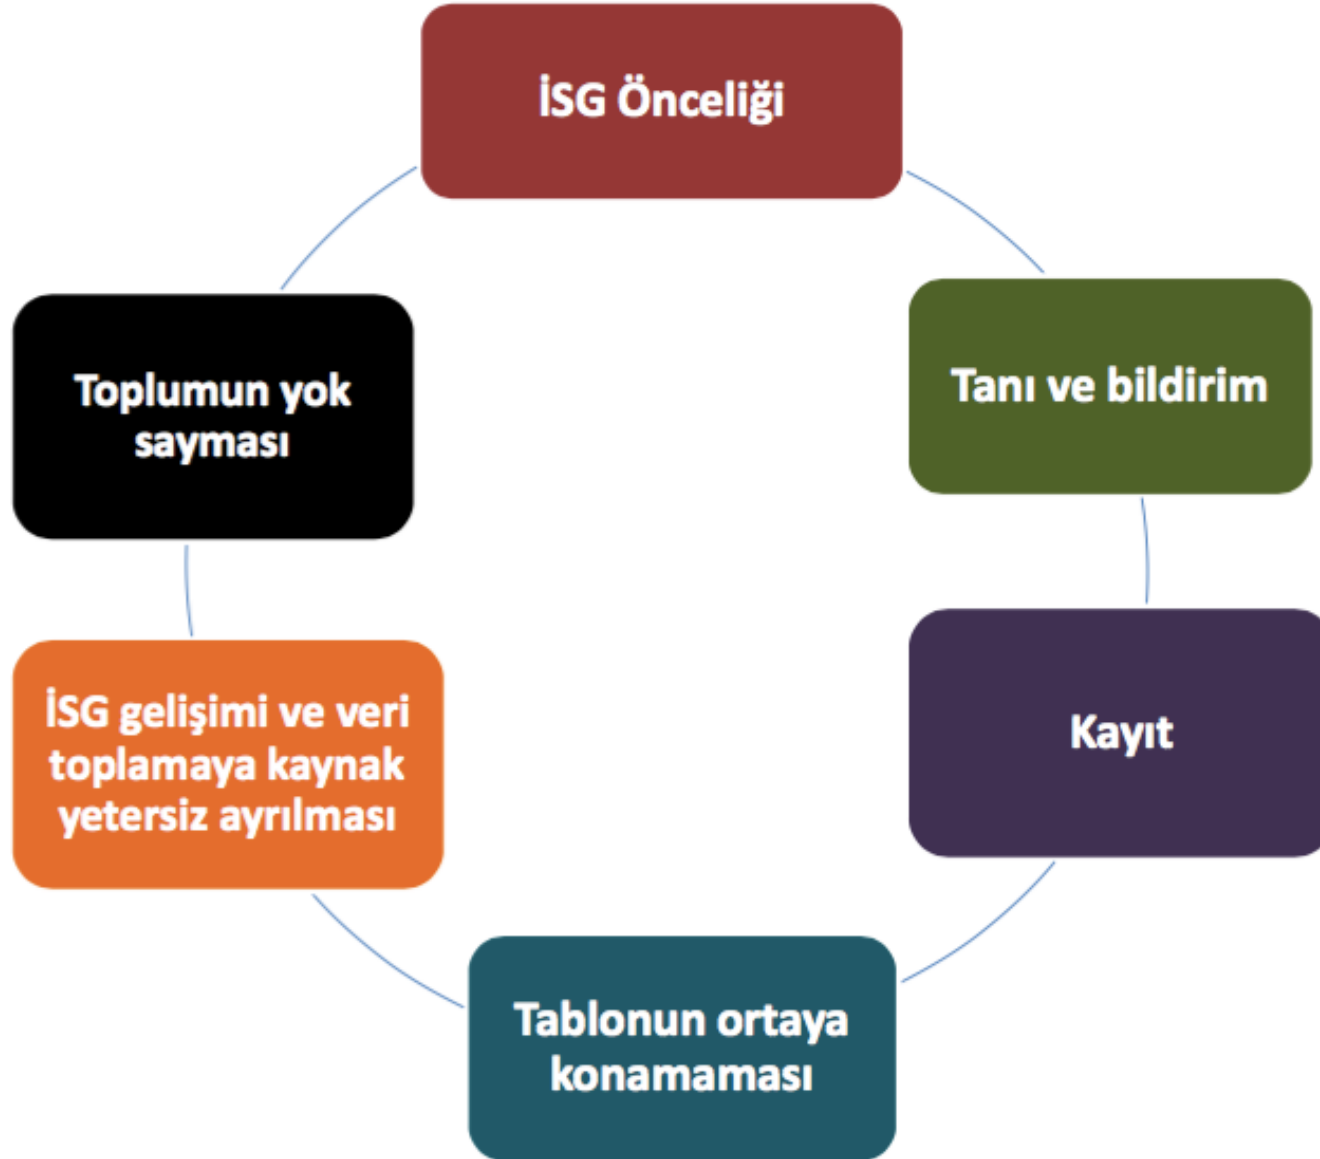 İSG Önceliği
Tanı ve bildirim
Kayıt
Tablonun ortaya
konamaması
İSG gelişimi ve veri
toplamaya kaynak
yetersiz ayrılması
Toplumun yok
sayması